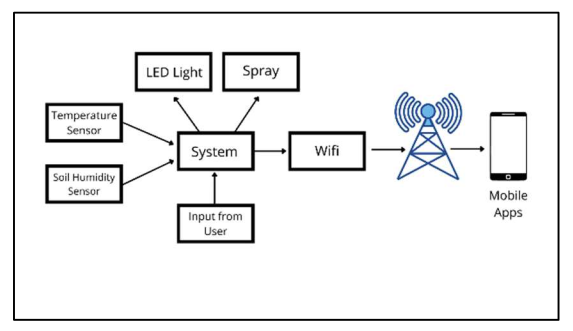 LED Light
Spray
Temperature
Sensor
System
Wifi
Soil Humidity
Sensor
Input from
User
Mobile
Apps